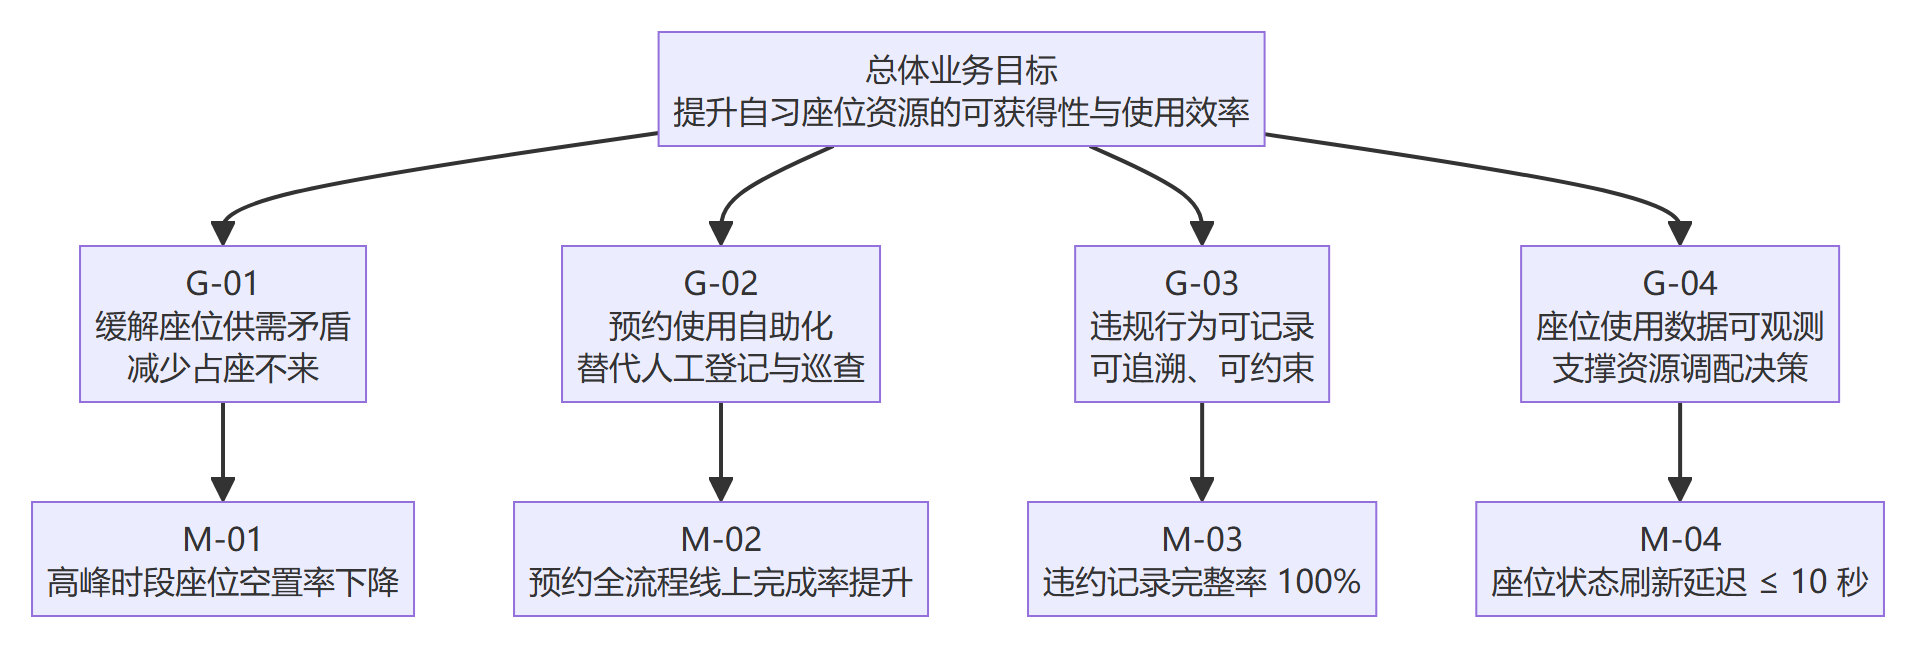 总体业务目标
提升自习座位资源的可获得性与使用效率
G-01
缓解座位供需矛盾
减少占座不来
G-02
预约使用自助化
替代人工登记与巡查
G-03
违规行为可记录
可追溯、可约束
G-04
座位使用数据可观测
支撑资源调配决策
M-01
高峰时段座位空置率下降
M-02
预约全流程线上完成率提升
M-03
违约记录完整率 100%
M-04
座位状态刷新延迟 ≤ 10 秒